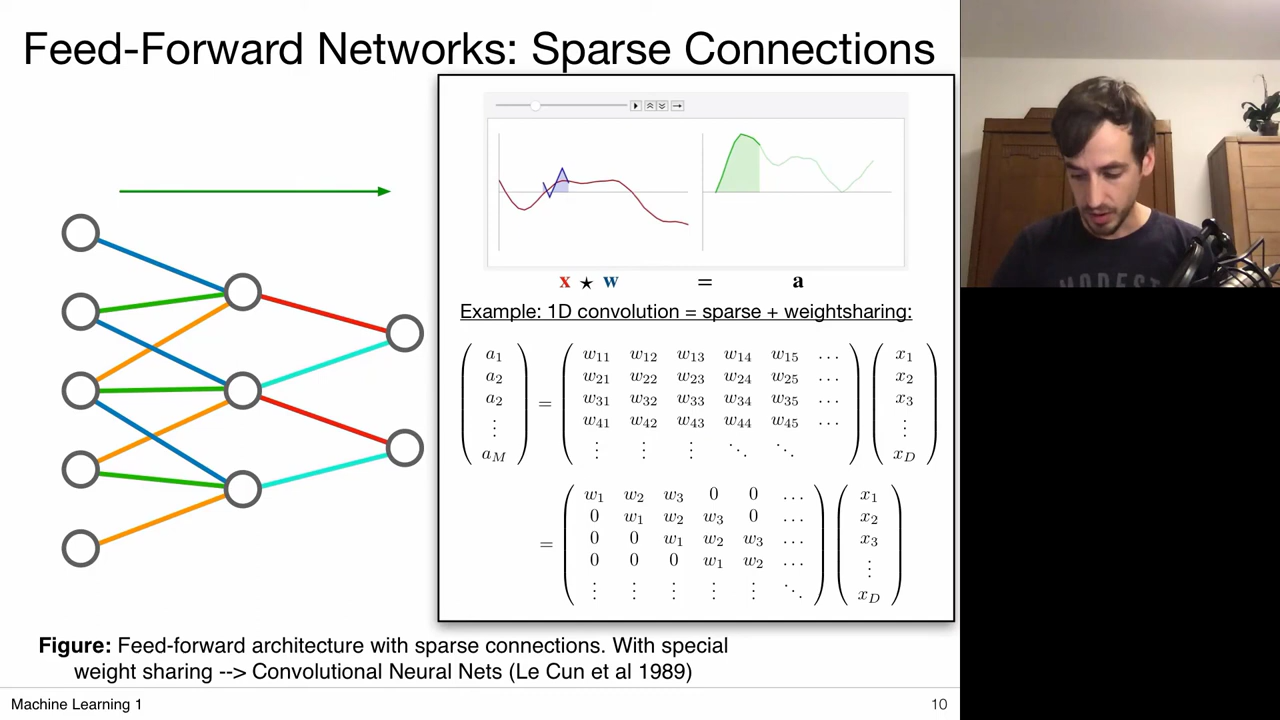 Feed-Forward Networks: Sparse Connections
x ⋆ w = a
Example: 1D convolution = sparse + weightsharing:
a1 w11 w12 w13 w14 w15 ... x1
a2 w21 w22 w23 w24 w25 ... x2
a2 = w31 w32 w33 w34 w35 ... x3
⋮ w41 w42 w43 w44 w45 ... ⋮
aM ⋮ ⋮ ⋮ ⋱ ⋱ xD
w1 w2 w3 0 0 ... x1
0 w1 w2 w3 0 ... x2
= 0 0 w1 w2 w3 ... x3
0 0 0 w1 w2 ... ⋮
⋮ ⋮ ⋮ ⋮ ⋮ ⋱ xD
Figure: Feed-forward architecture with sparse connections. With special
weight sharing --> Convolutional Neural Nets (Le Cun et al 1989)
Machine Learning 1
10
MODEST